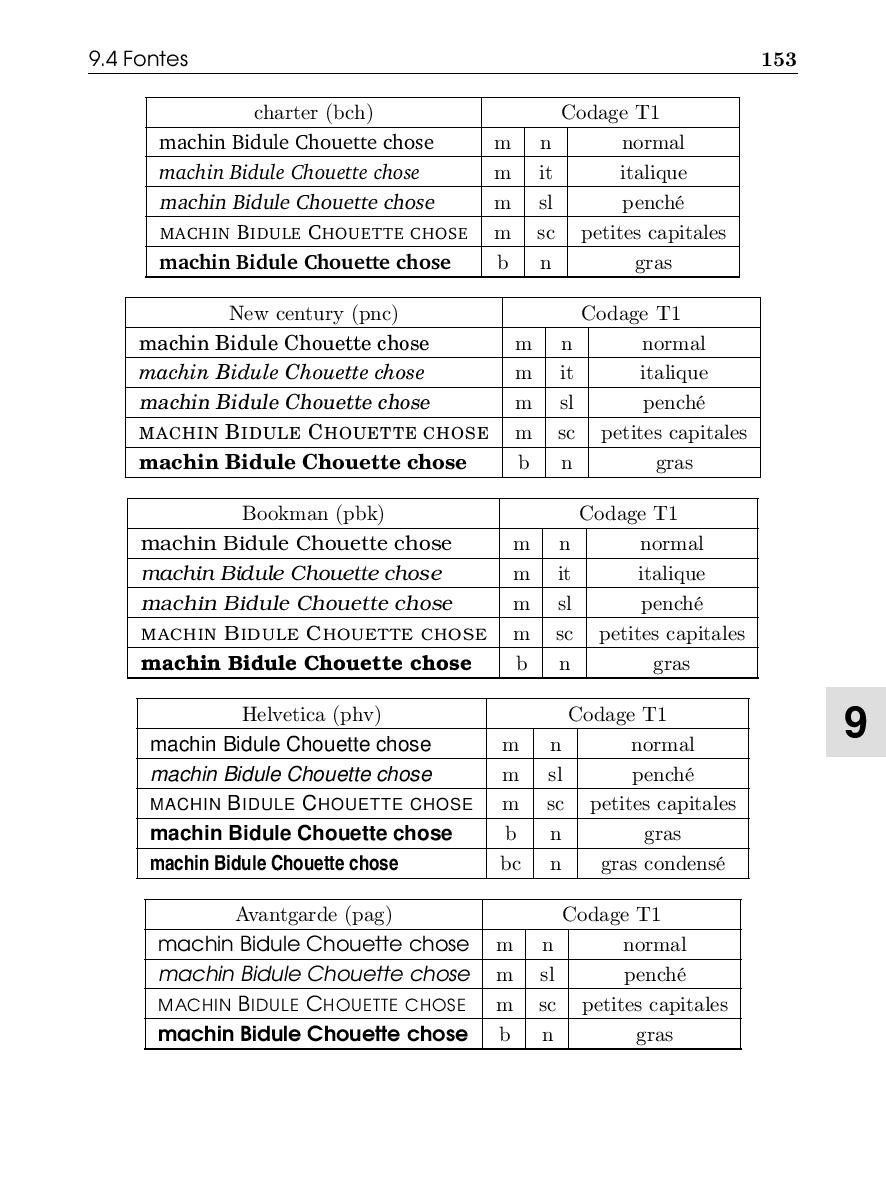 9.4 Fontes 153
charter (bch) Codage T1
machin Bidule Chouette chose m n normal
machin Bidule Chouette chose m it italique
machin Bidule Chouette chose m sl penché
MACHIN BIDULE CHOUETTE CHOSE m sc petites capitales
machin Bidule Chouette chose b n gras
New century (pnc) Codage T1
machin Bidule Chouette chose m n normal
machin Bidule Chouette chose m it italique
machin Bidule Chouette chose m sl penché
MACHIN BIDULE CHOUETTE CHOSE m sc petites capitales
machin Bidule Chouette chose b n gras
Bookman (pbk) Codage T1
machin Bidule Chouette chose m n normal
machin Bidule Chouette chose m it italique
machin Bidule Chouette chose m sl penché
MACHIN BIDULE CHOUETTE CHOSE m sc petites capitales
machin Bidule Chouette chose b n gras
Helvetica (phv) Codage T1
machin Bidule Chouette chose m n normal
machin Bidule Chouette chose m sl penché
MACHIN BIDULE CHOUETTE CHOSE m sc petites capitales
machin Bidule Chouette chose b n gras
machin Bidule Chouette chose bc n gras condensé
Avantgarde (pag) Codage T1
machin Bidule Chouette chose m n normal
machin Bidule Chouette chose m sl penché
MACHIN BIDULE CHOUETTE CHOSE m sc petites capitales
machin Bidule Chouette chose b n gras
9